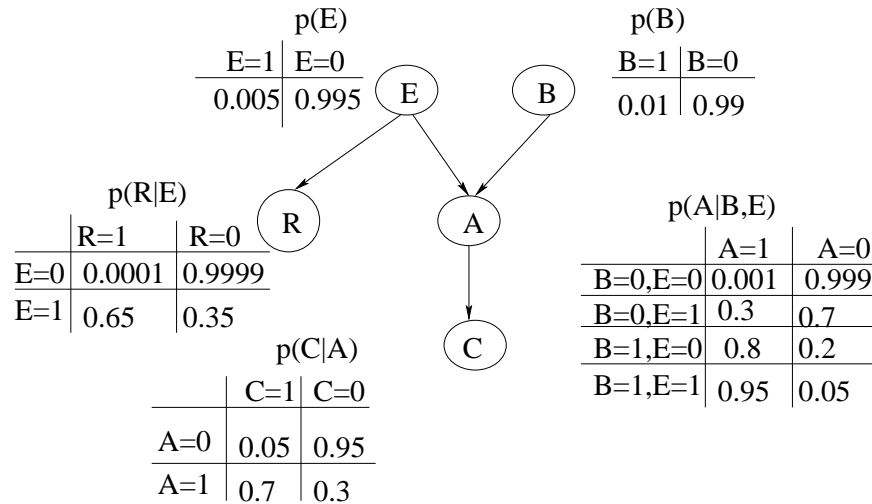 p(E)
E=1 E=0
0.005 0.995
E
B
p(B)
B=1 B=0
0.01 0.99
p(R|E)
R=1 R=0
E=0 0.0001 0.9999
E=1 0.65 0.35
R
A
p(A|B,E)
A=1 A=0
B=0,E=0 0.001 0.999
B=0,E=1 0.3 0.7
B=1,E=0 0.8 0.2
B=1,E=1 0.95 0.05
C
p(C|A)
C=1 C=0
A=0 0.05 0.95
A=1 0.7 0.3